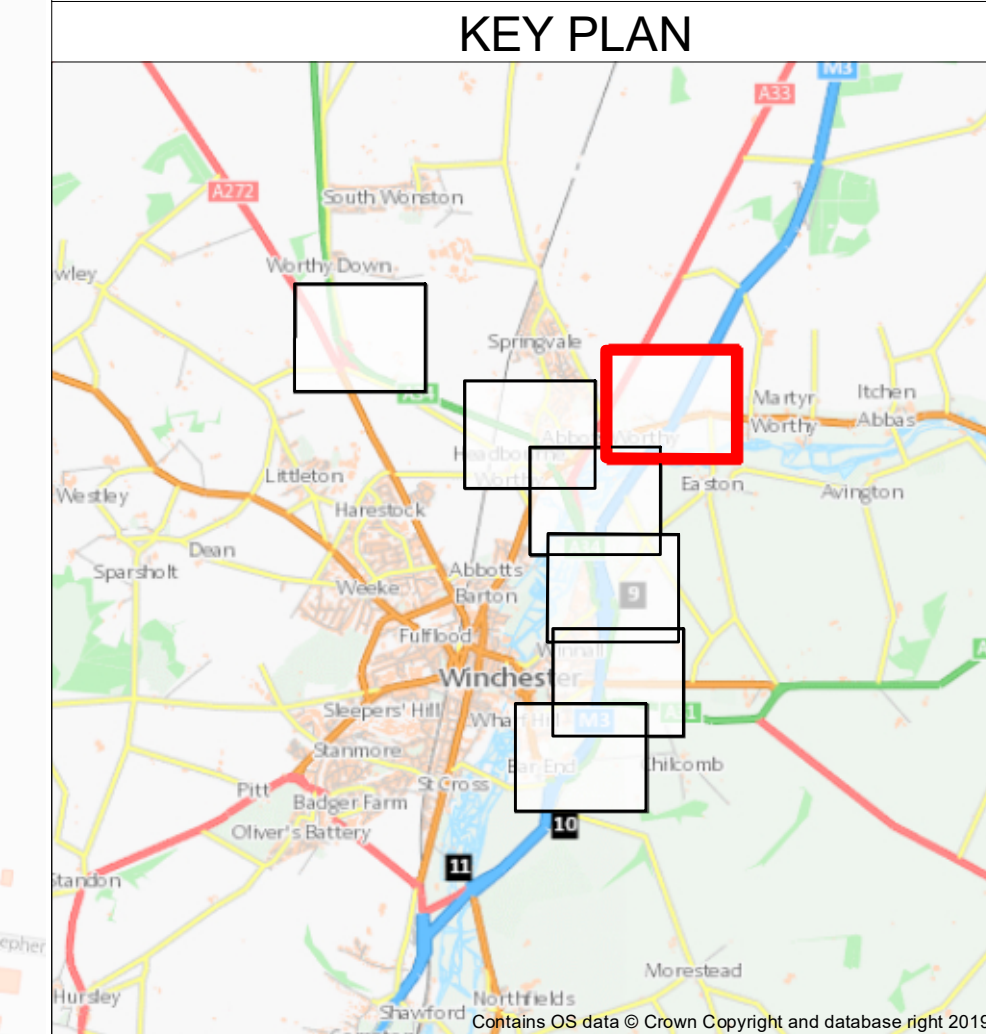 KEY PLAN
M3
A33
A272
South Wonston
Worthy Down
wley
Springvale
A34
Martyr
Worthy
Itchen
Abbas
Abbots Worthy
Headbourne
Worthy
Littleton
Easton
Avington
Westley
Harestock
Dean
Sparsholt
Abbotts
Barton
Weeke
9
Fulflood
Winnall
Winchester
Sleepers' Hill
Wharf Hill
M3
A31
Stanmore
Bar End
Chilcomb
St Cross
Pitt
Badger Farm
Oliver's Battery
10
11
Standon
epher
Morestead
Hursley
Northfields
Shawford
Contains OS data © Crown Copyright and database right 2019